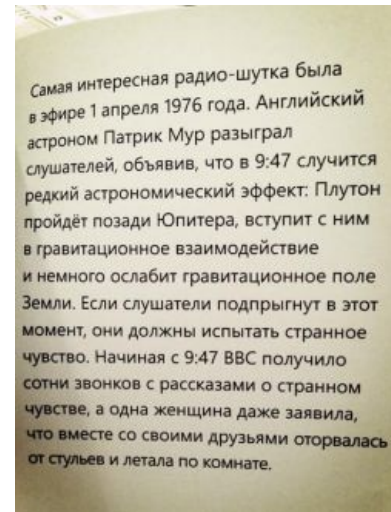 Самая интересная радио-шутка была
в эфире 1 апреля 1976 года. Английский
астроном Патрик Мур разыграл
слушателей, объявив, что в 9:47 случится
редкий астрономический эффект: Плутон
пройдёт позади Юпитера, вступит с ним
в гравитационное взаимодействие
и немного ослабит гравитационное поле
Земли. Если слушатели подпрыгнут в этот
момент, они должны испытать странное
чувство. Начиная с 9:47 BBC получило
сотни звонков с рассказами о странном
чувстве, а одна женщина даже заявила,
что вместе со своими друзьями оторвалась
от стульев и летала по комнате.